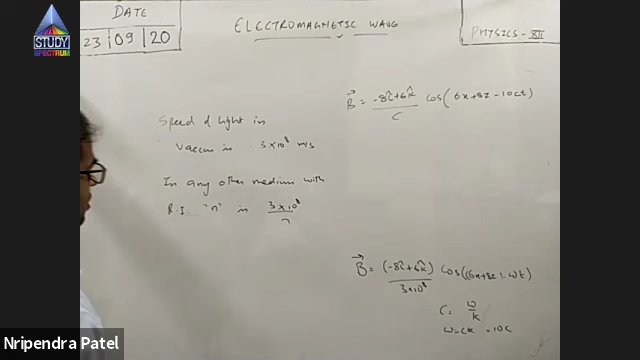 STUDY
SPECTRUM
DATE
23 | 09 | 20
ELECTROMAGNETIC WAVE
PHYSICS - XII
Speed of light in
vaccum is 3×10⁸ m/s
In any other medium with
R.I. "n" is 3×10⁸/n
B⃗ = (-8î+6k̂)/c cos(6x+8z-10ct)
B⃗ = (-8î+6k̂)/(3×10⁸) cos((6x+8z)-ωt)
C = ω/k
ω=ck = 10c
Nripendra Patel